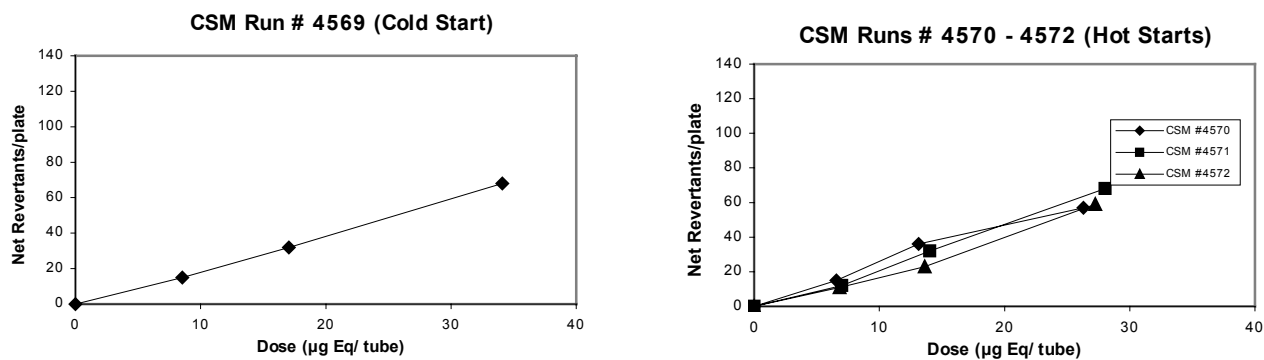 CSM Run # 4569 (Cold Start)
Net Revertants/plate
140
120
100
80
60
40
20
0
0 10 20 30 40
Dose (µg Eq/ tube)
CSM Runs # 4570 - 4572 (Hot Starts)
Net Revertants/plate
140
120
100
80
60
40
20
0
CSM #4570
CSM #4571
CSM #4572
0 10 20 30 40
Dose (µg Eq/ tube)